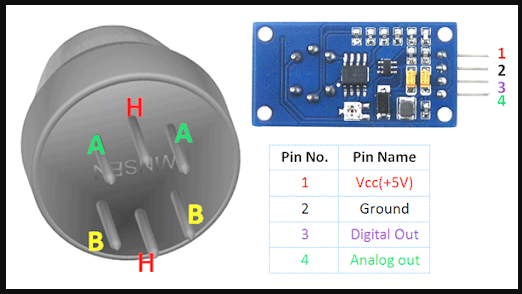 H
A
A
WINSEN
B
B
H
1
2
3
4
Pin No. Pin Name
1 Vcc(+5V)
2 Ground
3 Digital Out
4 Analog out